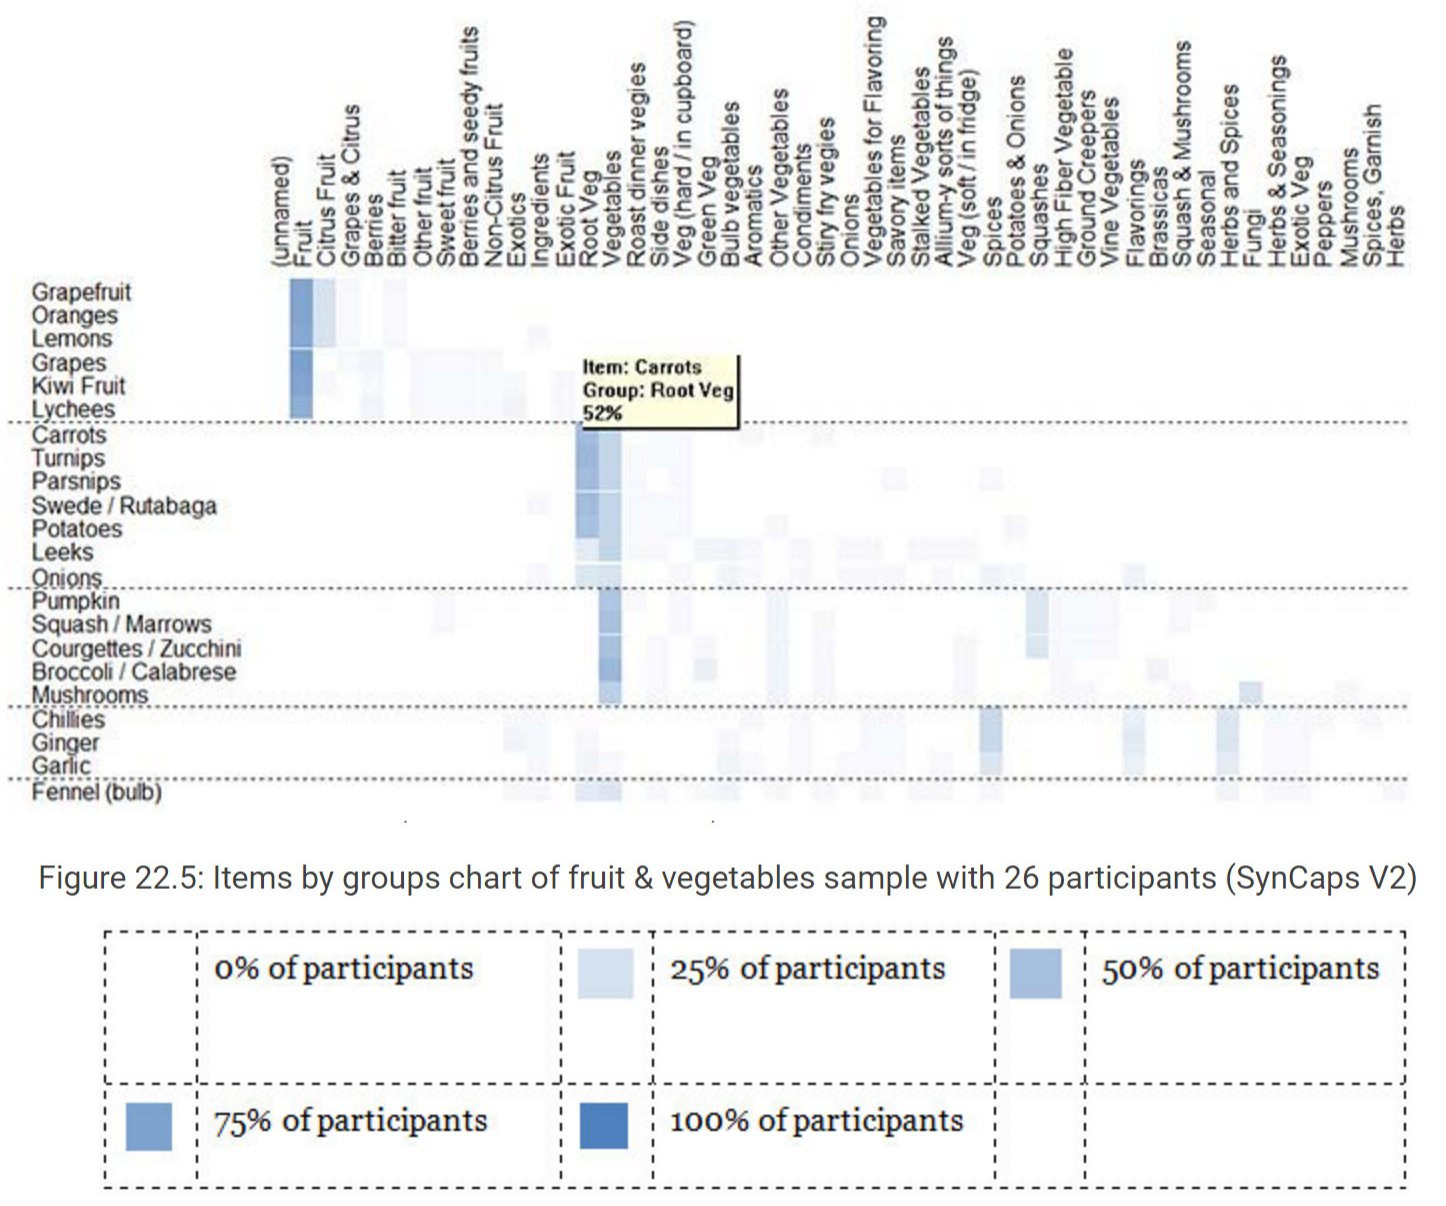 (unnamed)
Fruit
Citrus Fruit
Grapes & Citrus
Berries
Bitter fruit
Other fruit
Sweet fruit
Berries and seedy fruits
Non-Citrus Fruit
Exotics
Ingredients
Exotic Fruit
Root Veg
Vegetables
Roast dinner vegies
Side dishes
Veg (hard / in cupboard)
Green Veg
Bulb vegetables
Aromatics
Other Vegetables
Condiments
Stiry fry vegies
Onions
Vegetables for Flavoring
Savory items
Stalked Vegetables
Allium-y sorts of things
Veg (soft / in fridge)
Spices
Potatoes & Onions
Squashes
High Fiber Vegetable
Ground Creepers
Vine Vegetables
Flavorings
Brassicas
Squash & Mushrooms
Seasonal
Herbs and Spices
Fungi
Herbs & Seasonings
Exotic Veg
Peppers
Mushrooms
Spices, Garnish
Herbs
Grapefruit
Oranges
Lemons
Grapes
Kiwi Fruit
Lychees
Item: Carrots
Group: Root Veg
52%
Carrots
Turnips
Parsnips
Swede / Rutabaga
Potatoes
Leeks
Onions
Pumpkin
Squash / Marrows
Courgettes / Zucchini
Broccoli / Calabrese
Mushrooms
Chillies
Ginger
Garlic
Fennel (bulb)
Figure 22.5: Items by groups chart of fruit & vegetables sample with 26 participants (SynCaps V2)
0% of participants
25% of participants
50% of participants
75% of participants
100% of participants